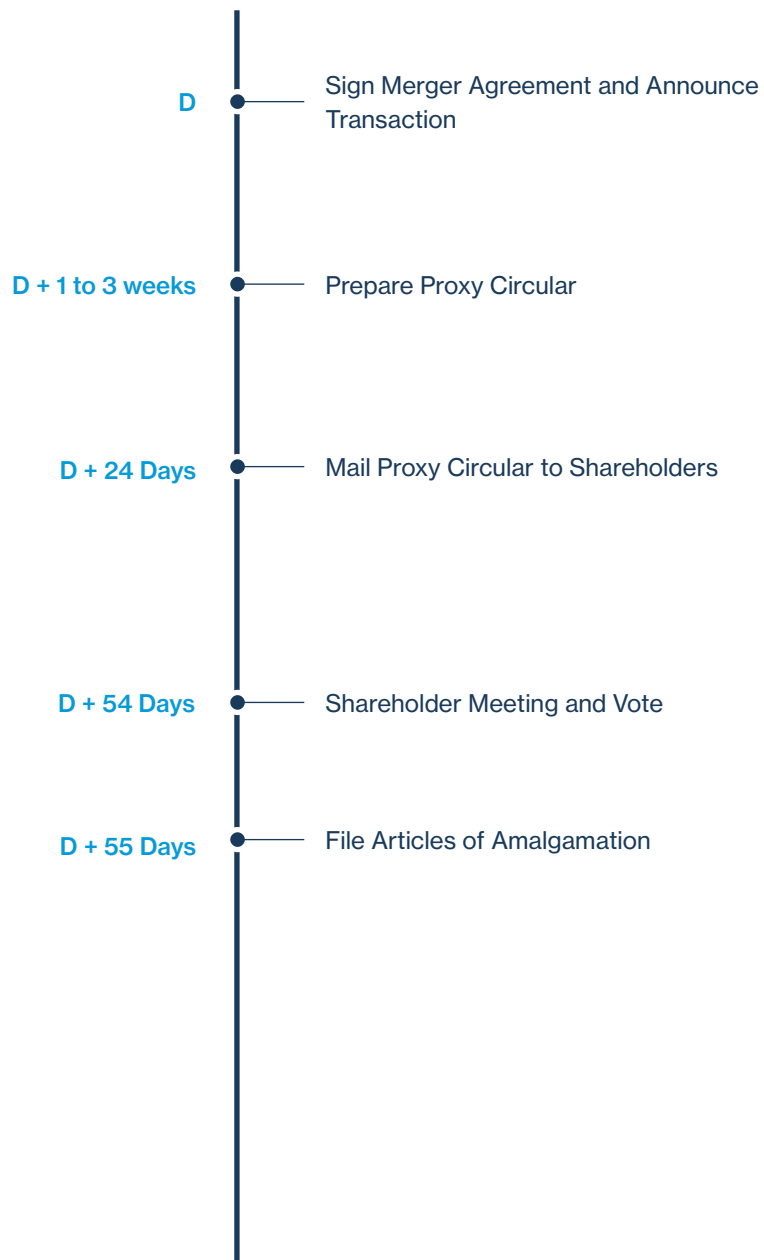 D
Sign Merger Agreement and Announce
Transaction
D + 1 to 3 weeks
Prepare Proxy Circular
D + 24 Days
Mail Proxy Circular to Shareholders
D + 54 Days
Shareholder Meeting and Vote
D + 55 Days
File Articles of Amalgamation